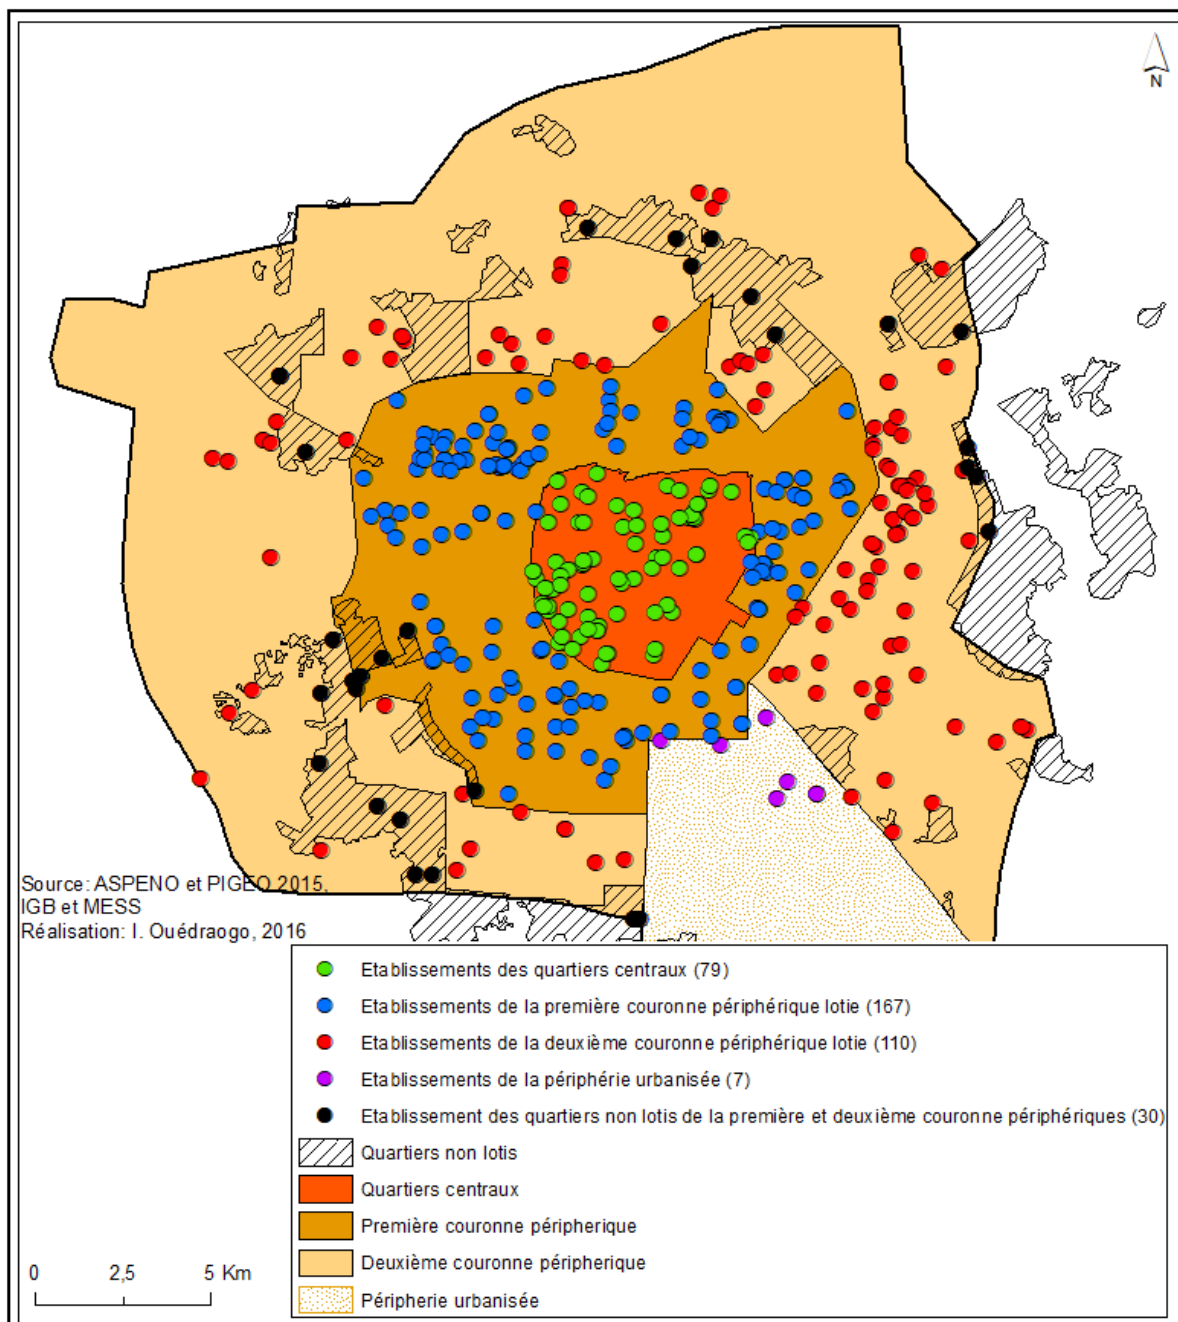 N
Source: ASPENO et PIGEO 2015,
IGB et MESS
Réalisation: I. Ouédraogo, 2016
Etablissements des quartiers centraux (79)
Etablissements de la première couronne périphérique lotie (167)
Etablissements de la deuxième couronne périphérique lotie (110)
Etablissements de la périphérie urbanisée (7)
Etablissement des quartiers non lotis de la première et deuxième couronne périphériques (30)
Quartiers non lotis
Quartiers centraux
Première couronne péripherique
Deuxième couronne péripherique
Péripherie urbanisée
0 2,5 5 Km